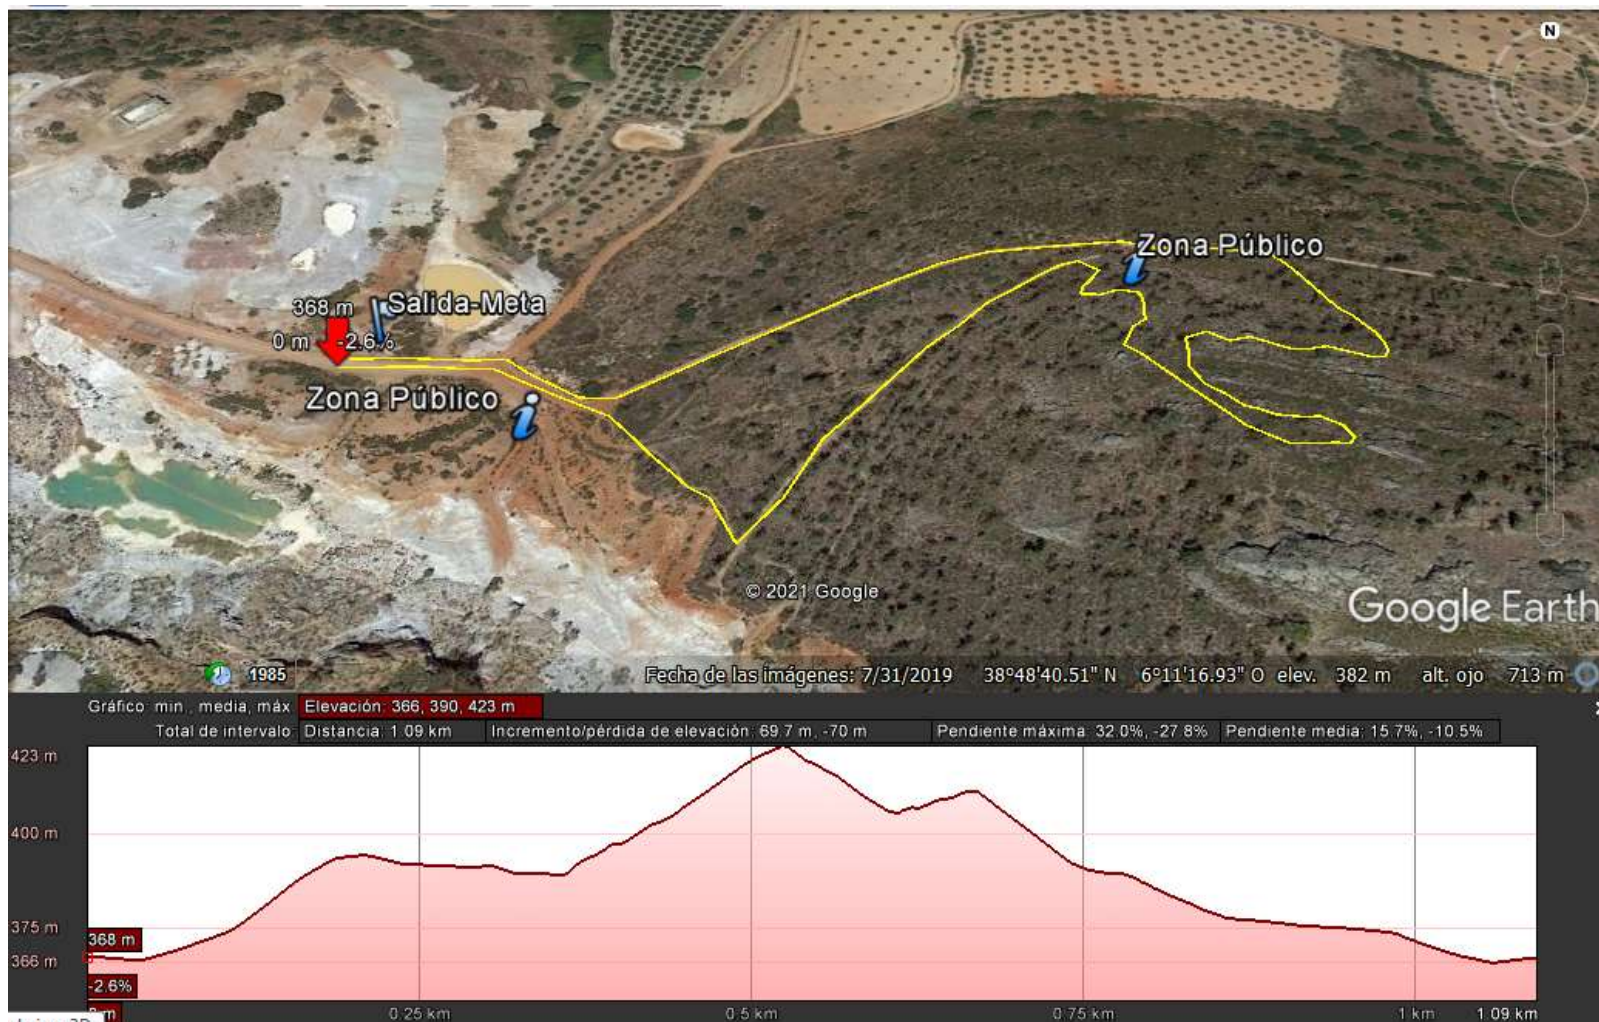 N
Zona Público
368 m
Salida-Meta
0 m
-2.6%
Zona Público
© 2021 Google
Google Earth
1985
Fecha de las imágenes: 7/31/2019 38°48'40.51" N 6°11'16.93" O elev. 382 m alt. ojo 713 m
Gráfico: min., media, máx Elevación: 366, 390, 423 m
Total de intervalo: Distancia: 1.09 km Incremento/pérdida de elevación: 69.7 m, -70 m Pendiente máxima: 32.0%, -27.8% Pendiente media: 15.7%, -10.5%
423 m
400 m
375 m
368 m
366 m
-2.6%
0.25 km 0.5 km 0.75 km 1 km 1.09 km